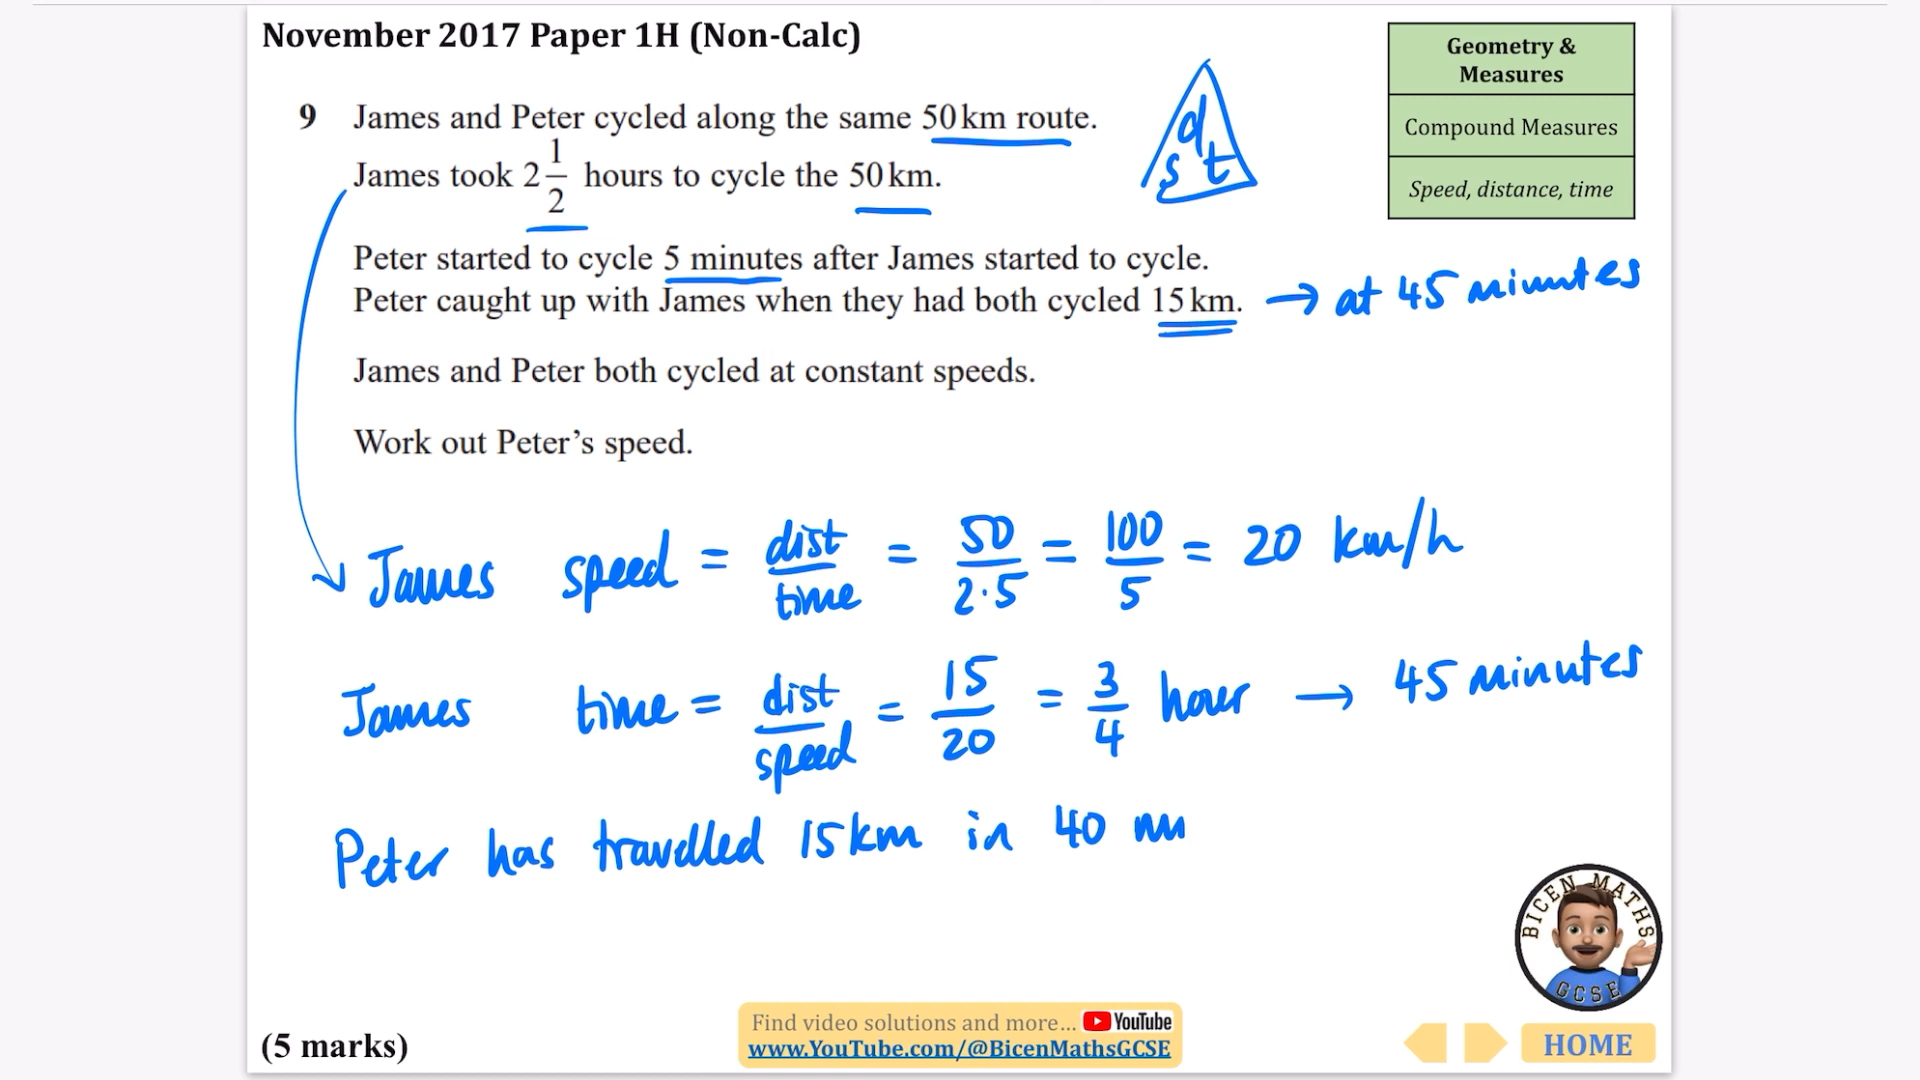 November 2017 Paper 1H (Non-Calc)
Geometry &
Measures
Compound Measures
Speed, distance, time
d
s t
9 James and Peter cycled along the same 50 km route.
James took 2 1/2 hours to cycle the 50 km.
Peter started to cycle 5 minutes after James started to cycle.
Peter caught up with James when they had both cycled 15 km. → at 45 minutes
James and Peter both cycled at constant speeds.
Work out Peter’s speed.
James speed = dist/time = 50/2·5 = 100/5 = 20 km/h
James time = dist/speed = 15/20 = 3/4 hour → 45 minutes
Peter has travelled 15km in 40
BICEN MATHS
GCSE
(5 marks)
Find video solutions and more... YouTube
www.YouTube.com/@BicenMathsGCSE
HOME